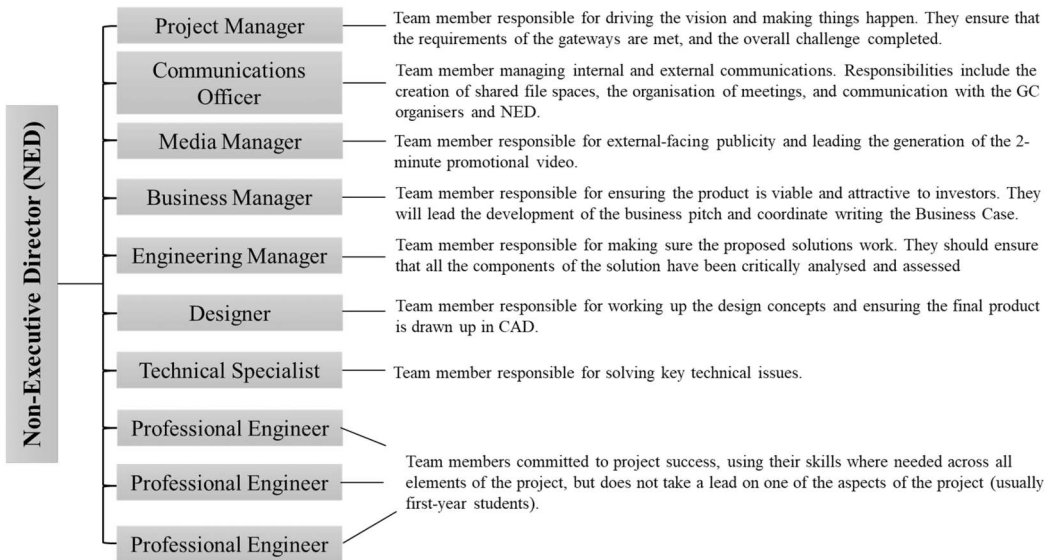 Non-Executive Director (NED)
Project Manager
Team member responsible for driving the vision and making things happen. They ensure that
the requirements of the gateways are met, and the overall challenge completed.
Communications
Officer
Team member managing internal and external communications. Responsibilities include the
creation of shared file spaces, the organisation of meetings, and communication with the GC
organisers and NED.
Media Manager
Team member responsible for external-facing publicity and leading the generation of the 2-
minute promotional video.
Business Manager
Team member responsible for ensuring the product is viable and attractive to investors. They
will lead the development of the business pitch and coordinate writing the Business Case.
Engineering Manager
Team member responsible for making sure the proposed solutions work. They should ensure
that all the components of the solution have been critically analysed and assessed
Designer
Team member responsible for working up the design concepts and ensuring the final product
is drawn up in CAD.
Technical Specialist
Team member responsible for solving key technical issues.
Professional Engineer
Professional Engineer
Professional Engineer
Team members committed to project success, using their skills where needed across all
elements of the project, but does not take a lead on one of the aspects of the project (usually
first-year students).